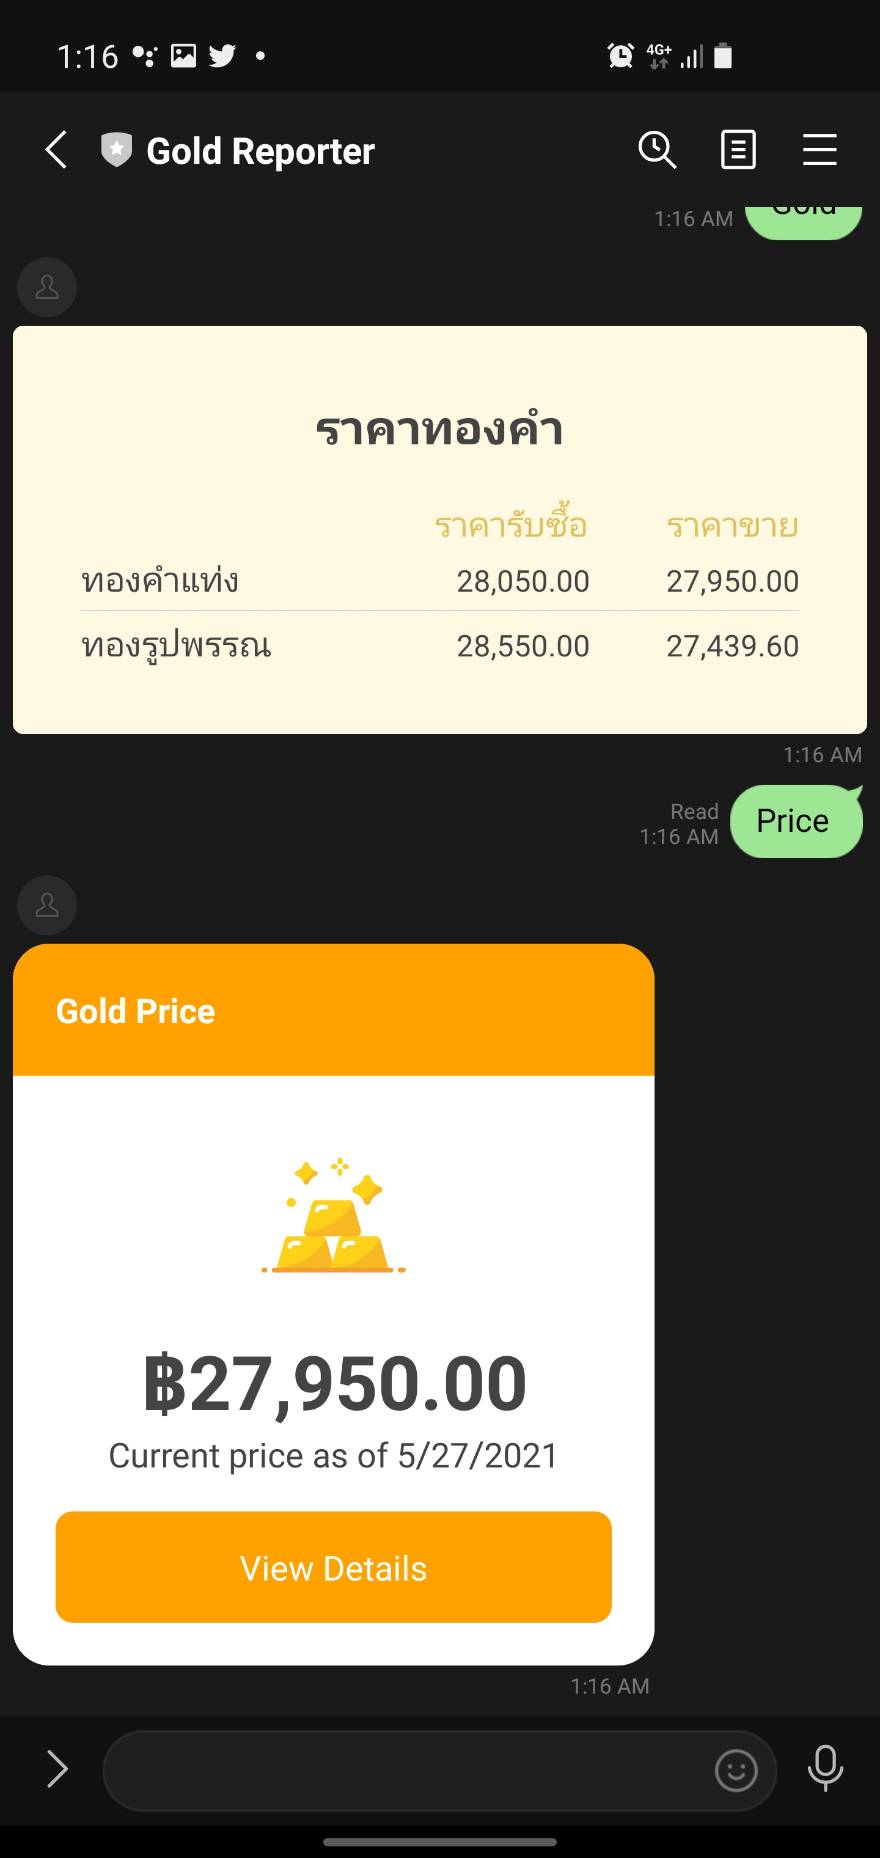 1:16
4G+
Gold Reporter
1:16 AM
Gold
ราคาทองคำ
ราคารับซื้อ ราคาขาย
ทองคำแท่ง 28,050.00 27,950.00
ทองรูปพรรณ 28,550.00 27,439.60
1:16 AM
Read
1:16 AM
Price
Gold Price
฿27,950.00
Current price as of 5/27/2021
View Details
1:16 AM